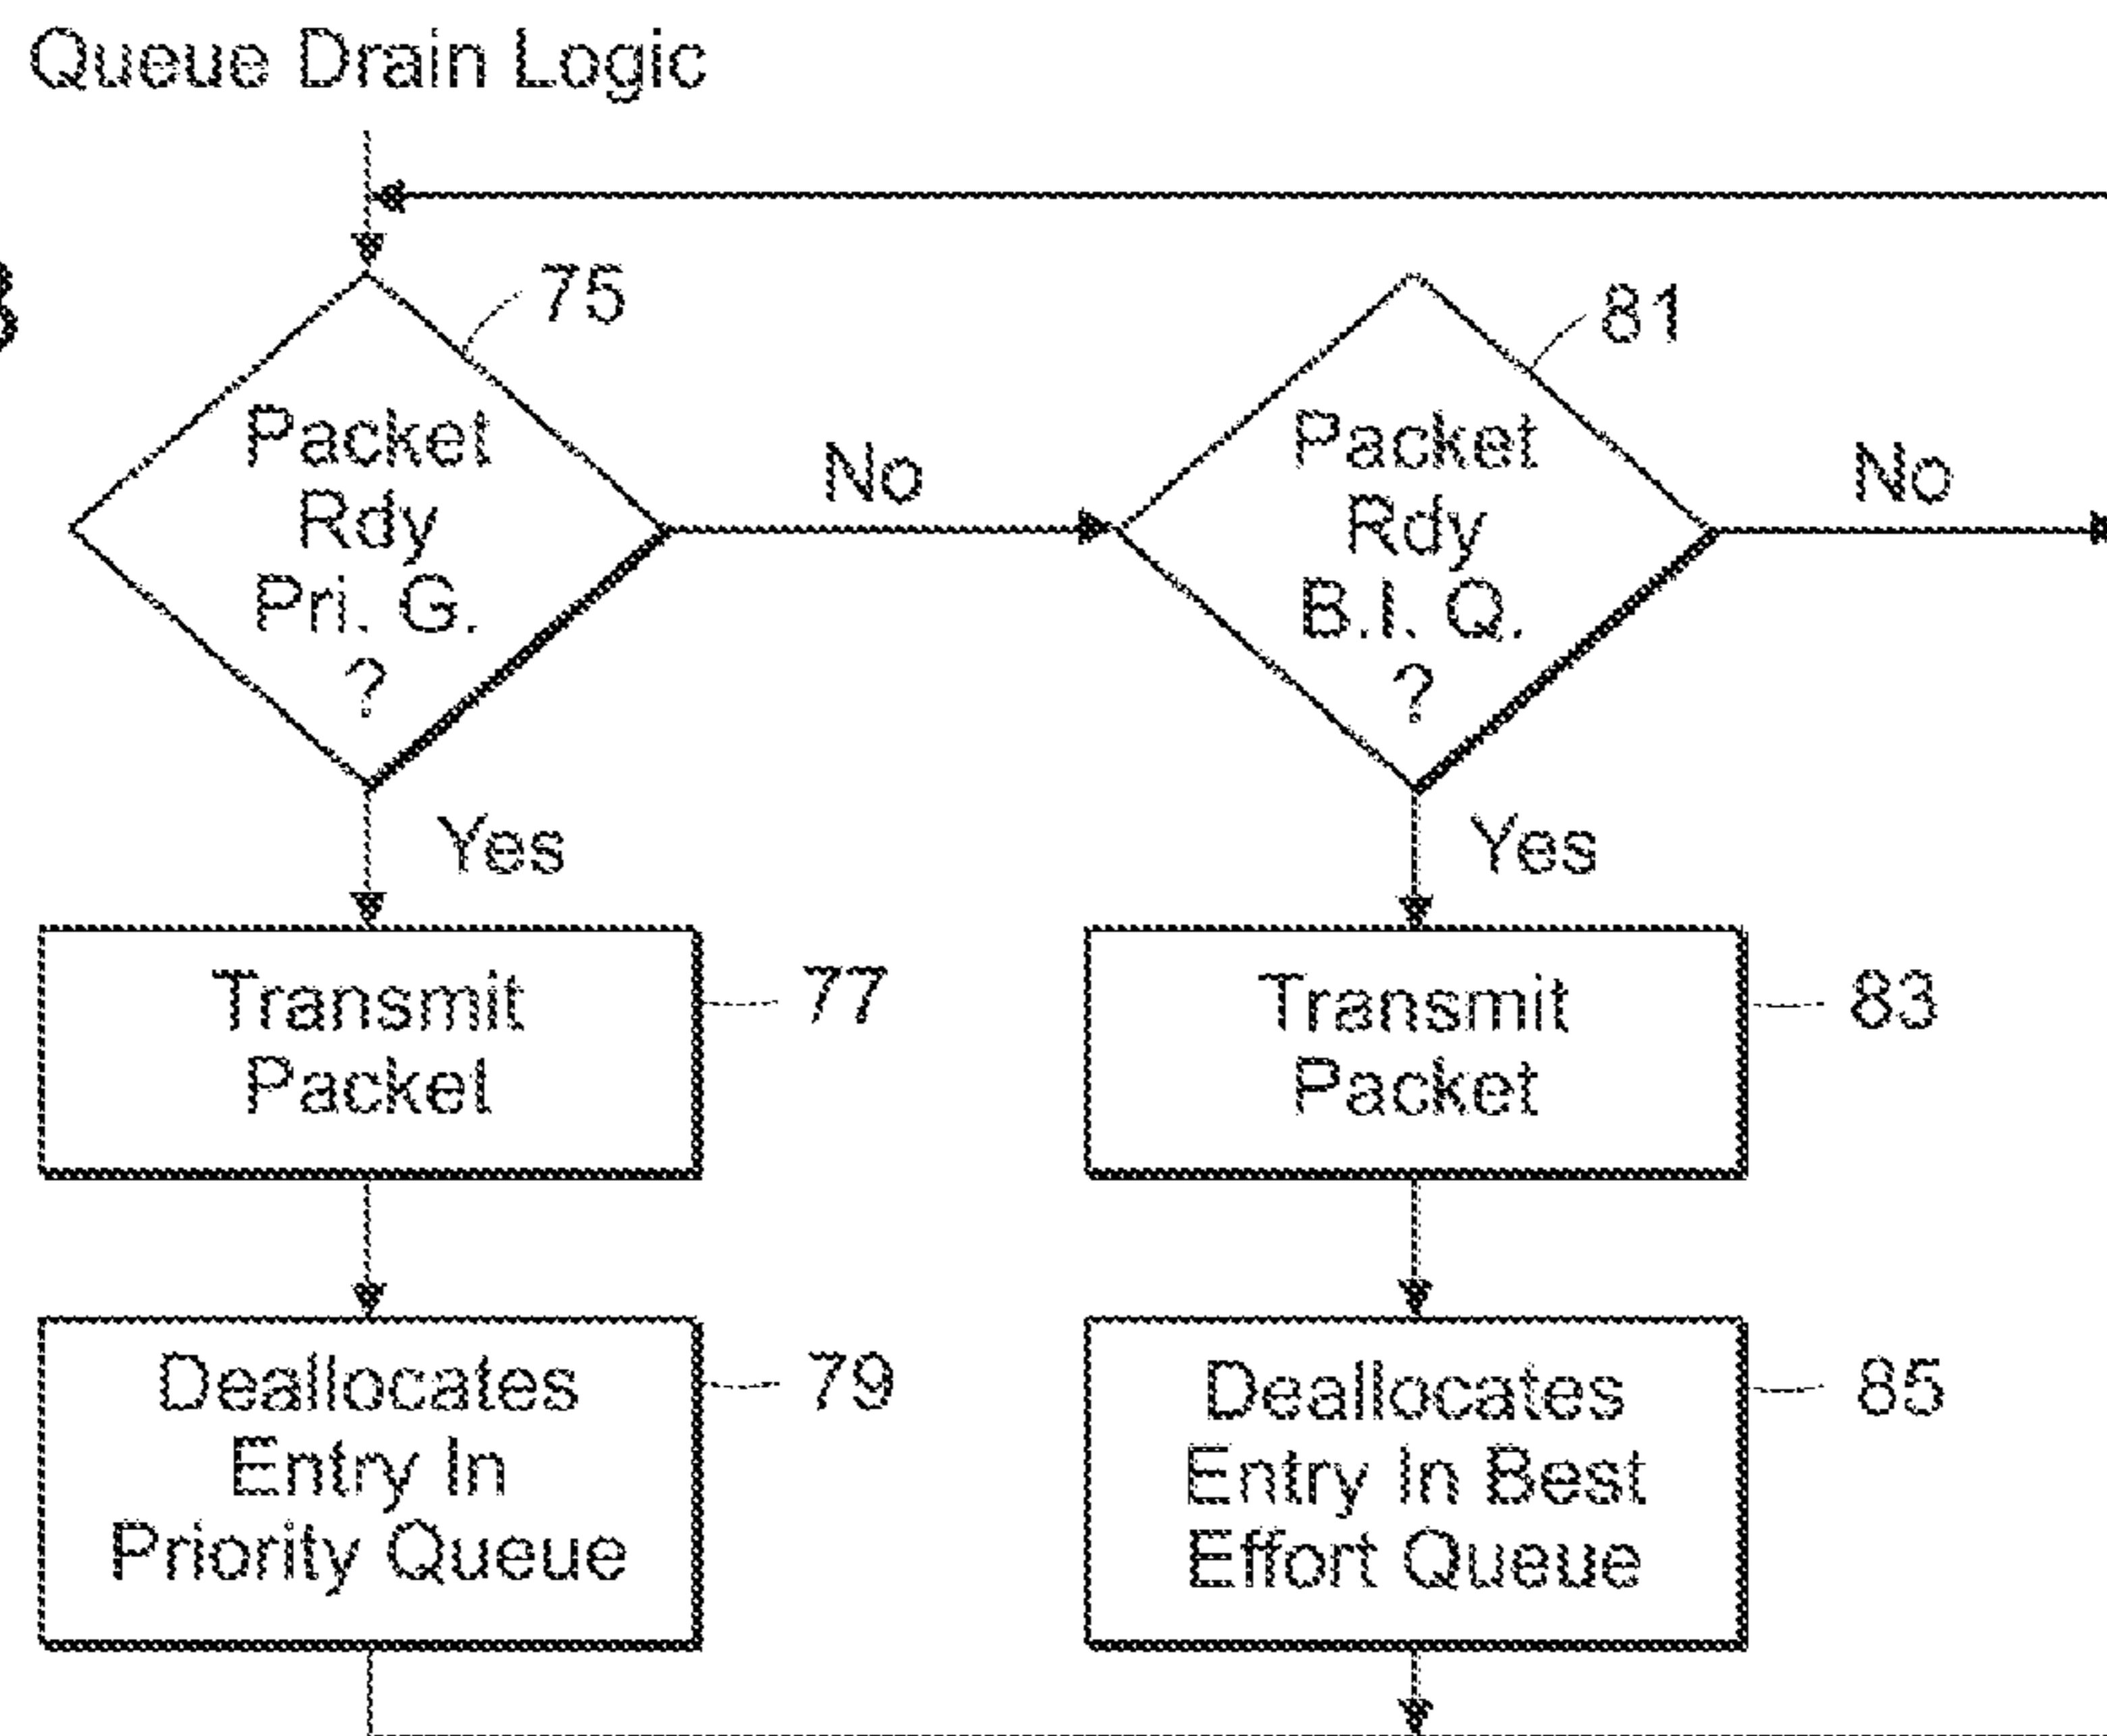 Queue Drain Logic
75
Packet
Rdy
Pri. G.
?
No
81
Packet
Rdy
B.I. Q.
?
No
Yes
Transmit
Packet
77
Yes
Transmit
Packet
83
Deallocates
Entry In
Priority Queue
79
Deallocates
Entry In Best
Effort Queue
85